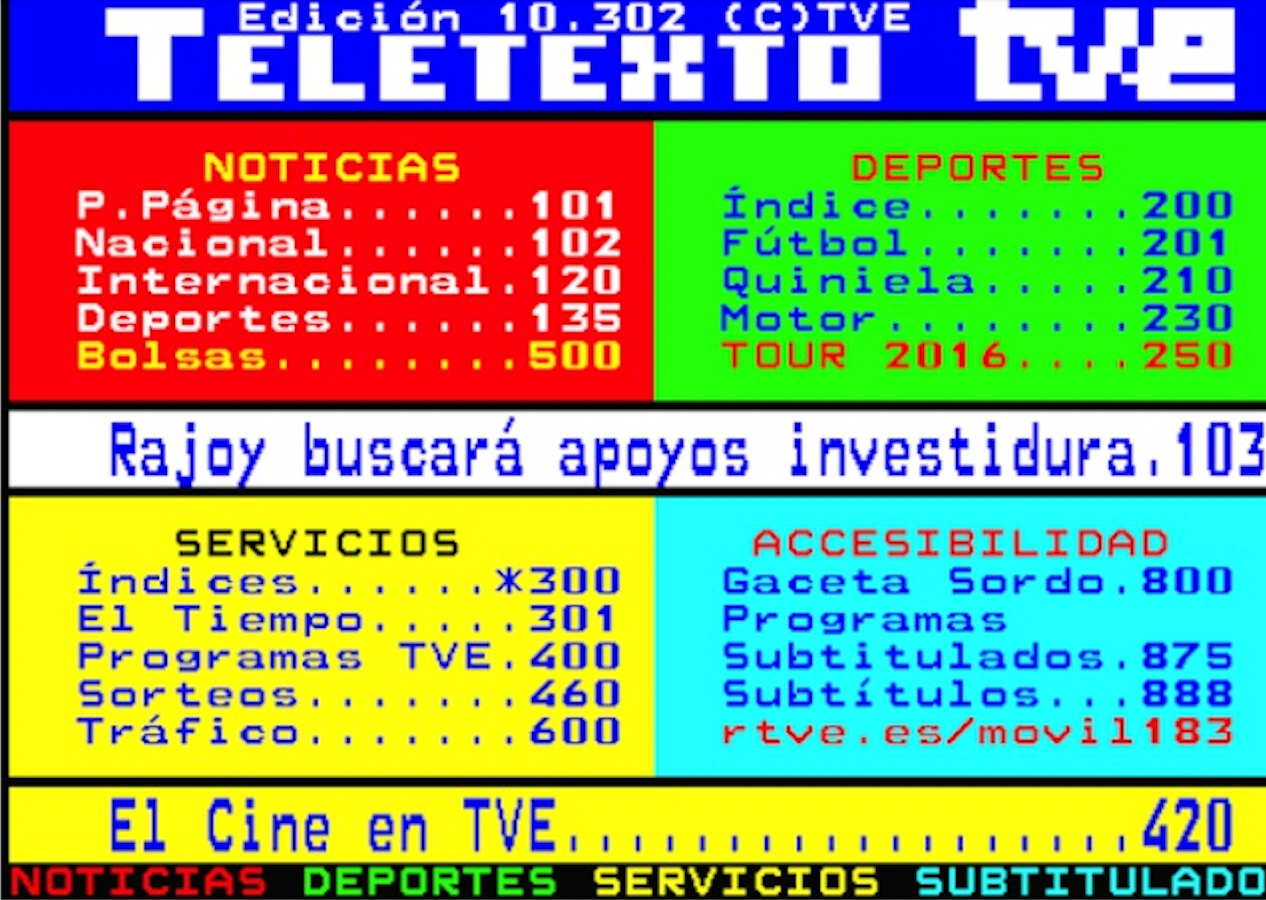 Edición 10.302 (C)TVE
TELETEXTO tve
NOTICIAS
P.Página......101
Nacional......102
Internacional.120
Deportes......135
Bolsas........500
DEPORTES
Índice.......200
Fútbol.......201
Quiniela.....210
Motor........230
TOUR 2016....250
Rajoy buscará apoyos investidura.103
SERVICIOS
Índices......*300
El Tiempo.....301
Programas TVE.400
Sorteos.......460
Tráfico.......600
ACCESIBILIDAD
Gaceta Sordo.800
Programas
Subtitulados.875
Subtítulos...888
rtve.es/movil183
El Cine en TVE..................420
NOTICIAS DEPORTES SERVICIOS SUBTITULADO